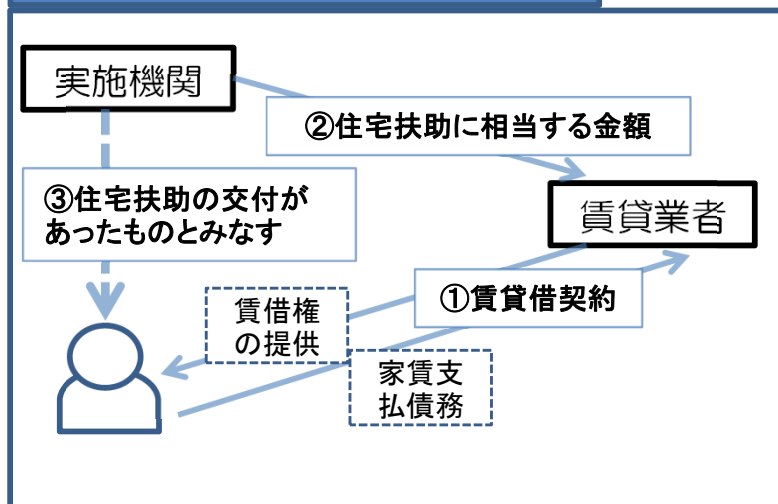 実施機関
②住宅扶助に相当する金額
③住宅扶助の交付が
あったものとみなす
賃貸業者
①賃貸借契約
賃借権
の提供
家賃支
払債務